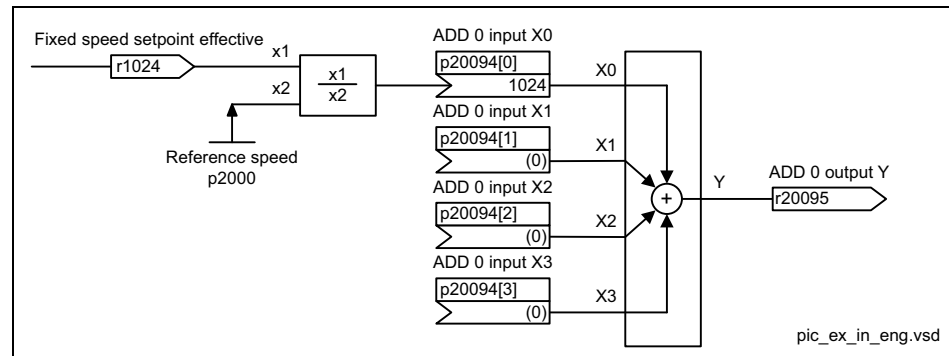 Fixed speed setpoint effective
r1024
x1
x2
x1
x2
Reference speed
p2000
ADD 0 input X0
p20094[0]
1024
X0
ADD 0 input X1
p20094[1]
(0)
X1
ADD 0 input X2
p20094[2]
(0)
X2
ADD 0 input X3
p20094[3]
(0)
X3
+
Y
ADD 0 output Y
r20095
pic_ex_in_eng.vsd